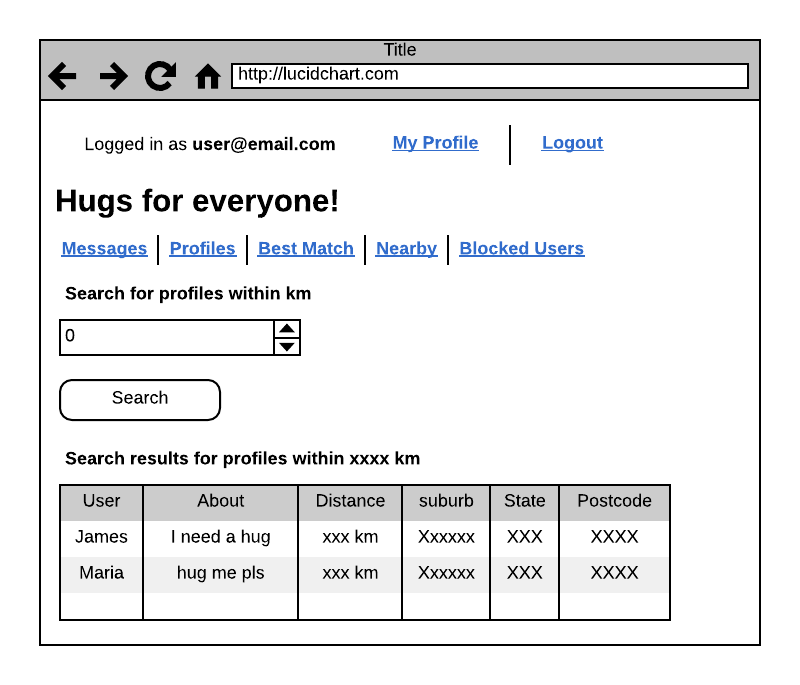 Title
http://lucidchart.com
Logged in as user@email.com My Profile Logout
Hugs for everyone!
Messages Profiles Best Match Nearby Blocked Users
Search for profiles within km
0
Search
Search results for profiles within xxxx km
User About Distance suburb State Postcode
James I need a hug xxx km Xxxxxx XXX XXXX
Maria hug me pls xxx km Xxxxxx XXX XXXX